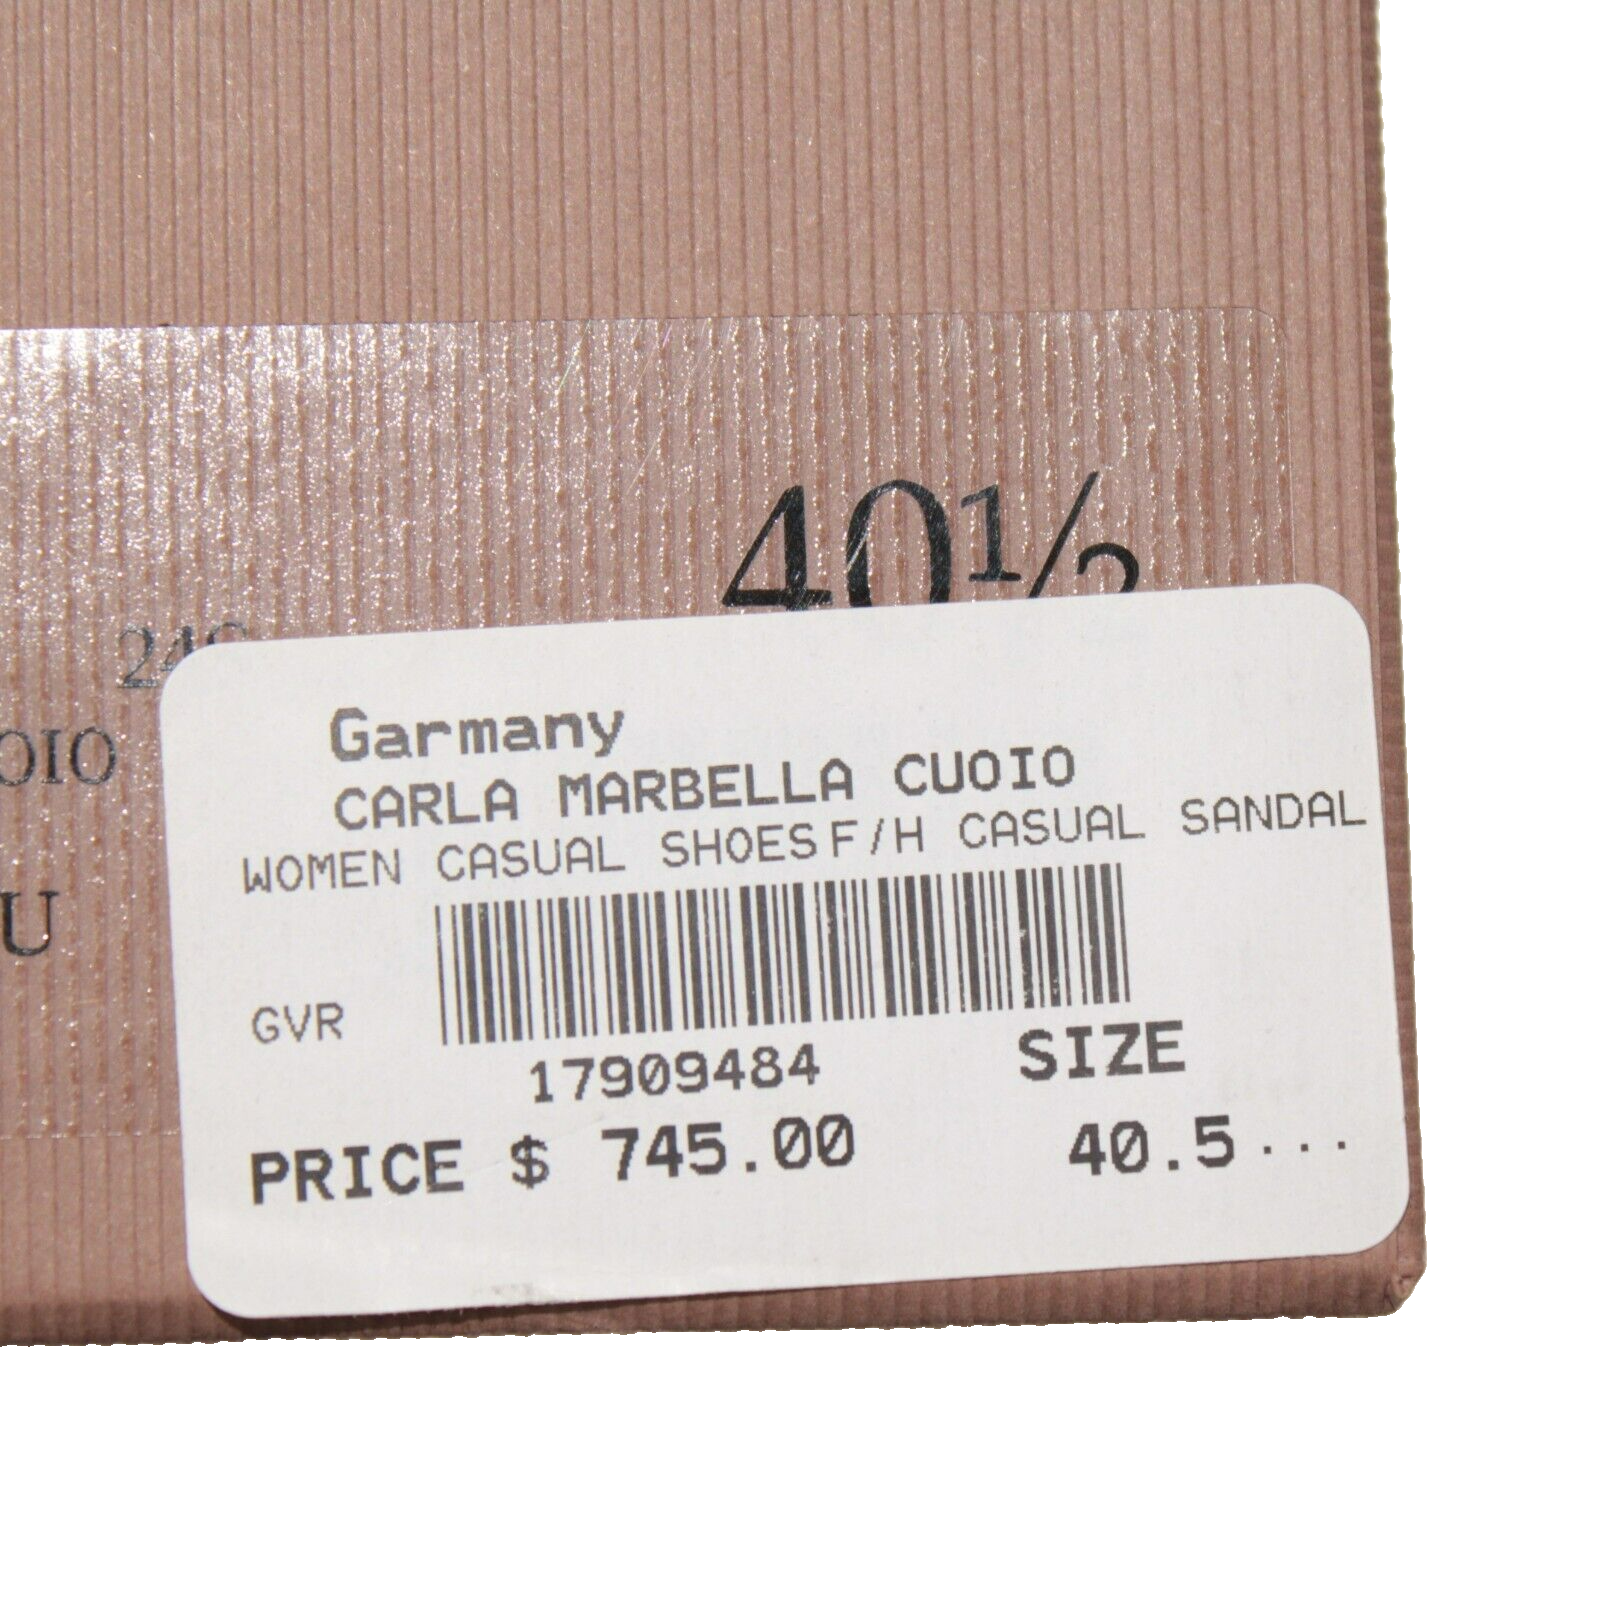 40½
OIO
U
Garmany
CARLA MARBELLA CUOIO
WOMEN CASUAL SHOES F/H CASUAL SANDAL
GVR
17909484
SIZE
PRICE $ 745.00
40.5...